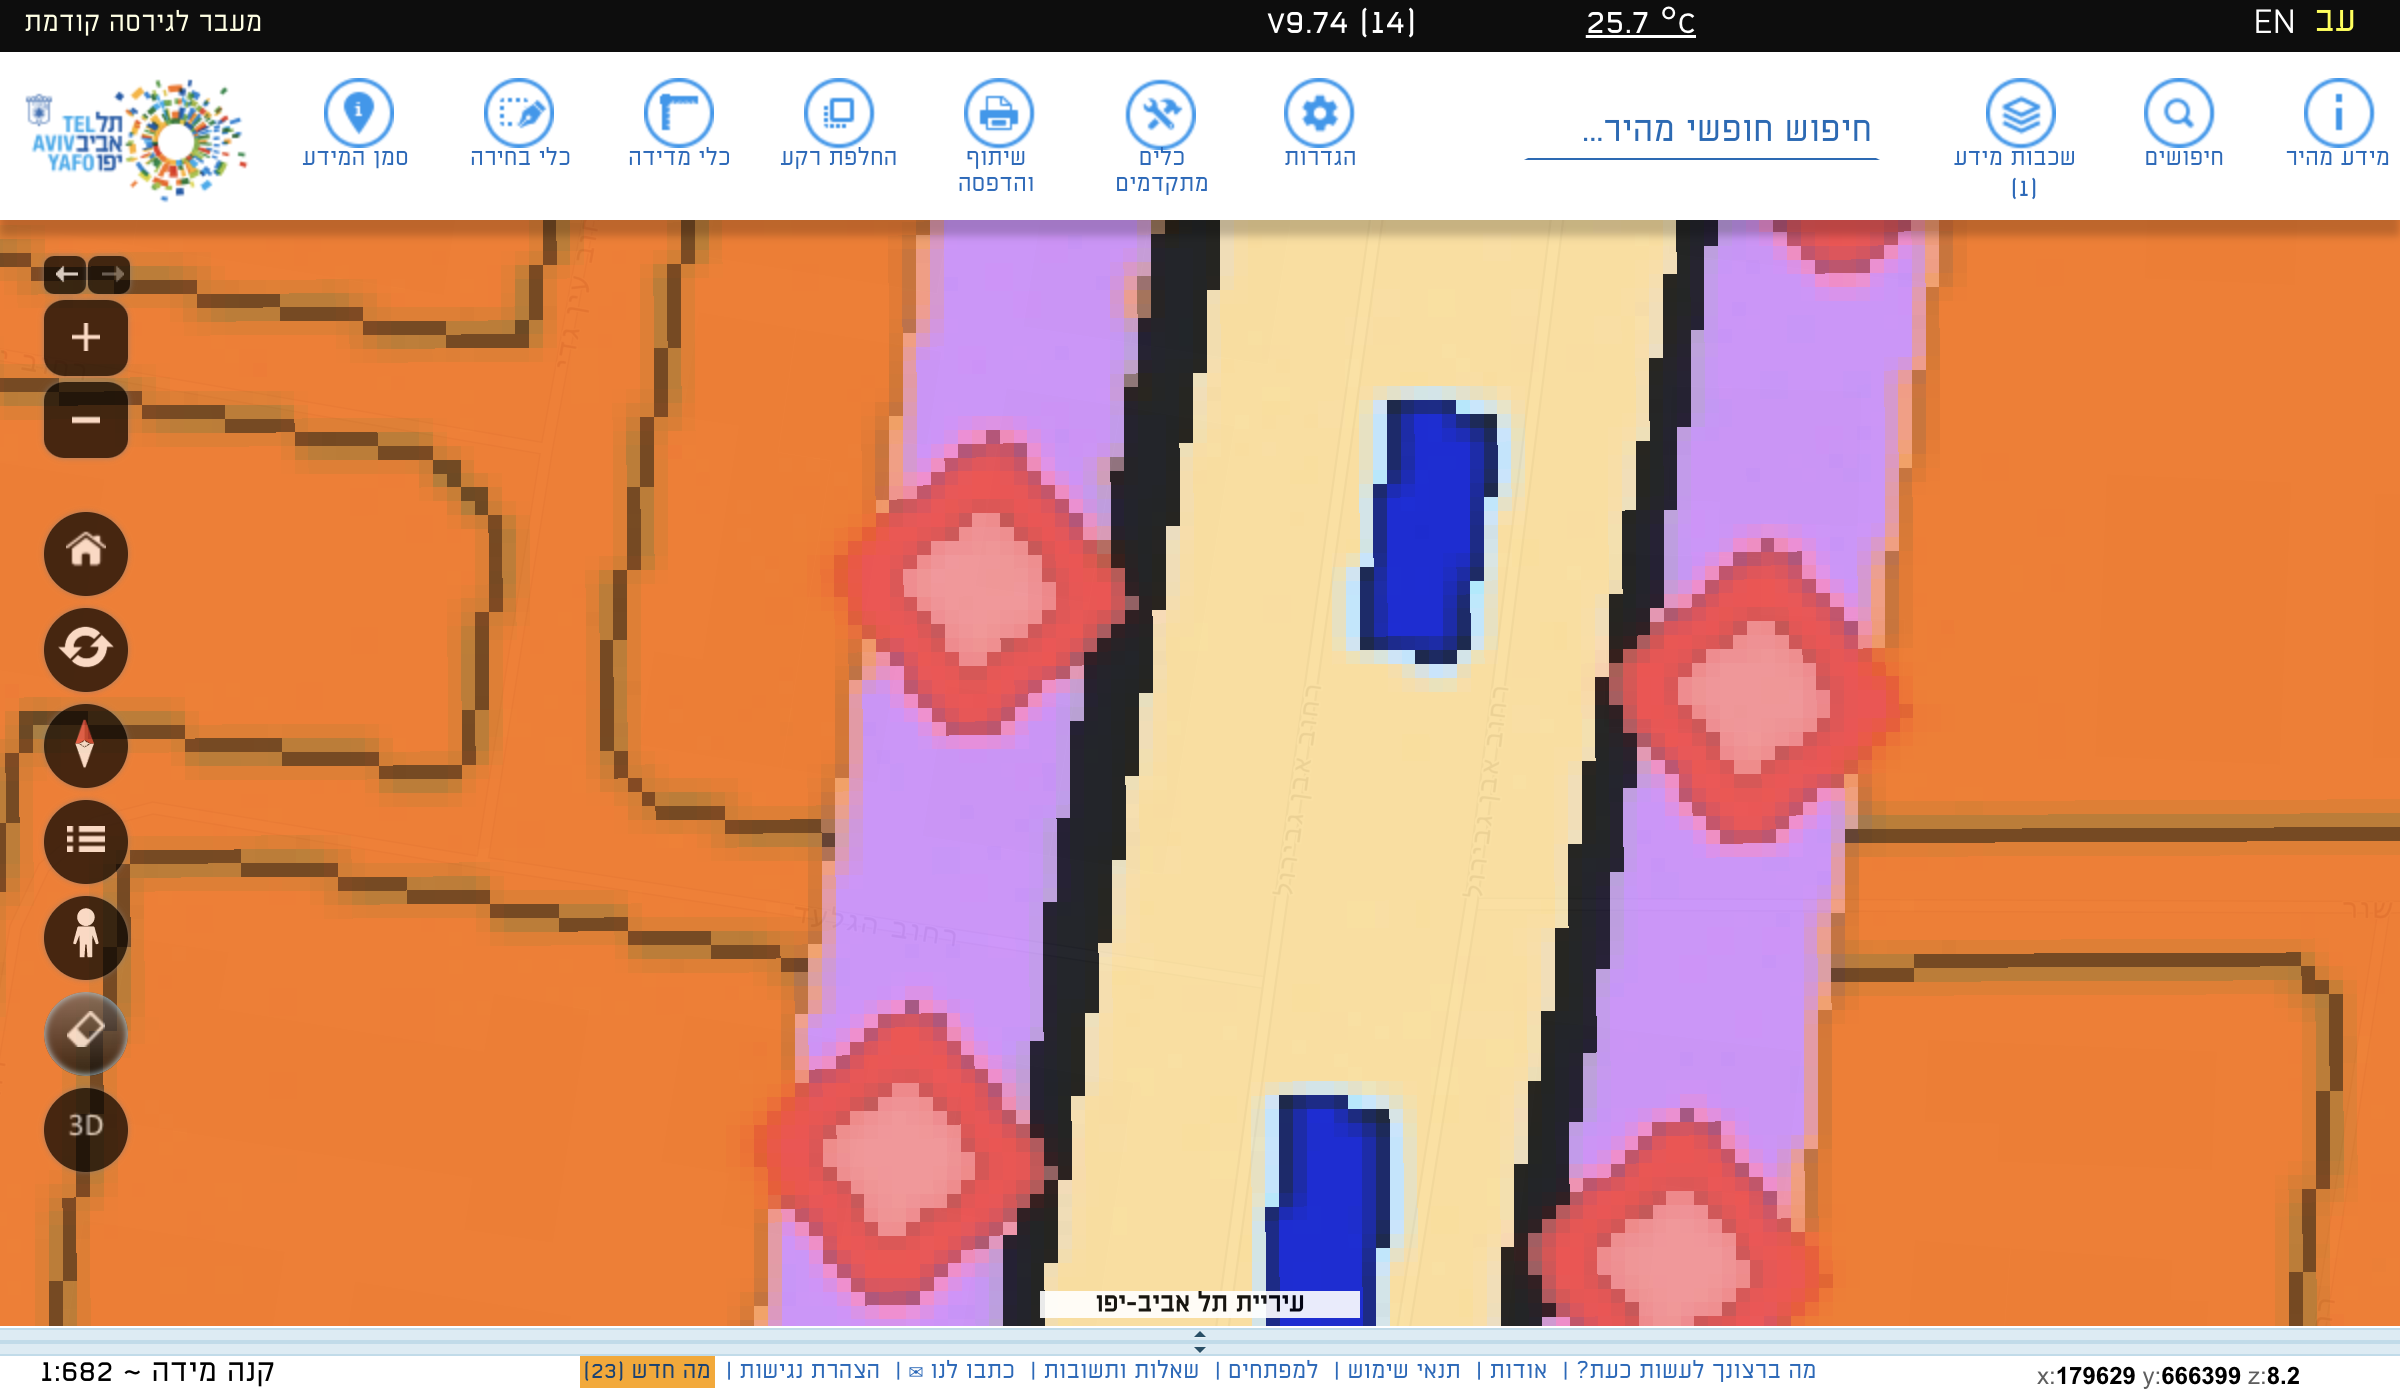 עב EN
25.7 °C
V9.74 (14)
מעבר לגירסה קודמת
מידע מהיר
חיפושים
שכבות מידע
(1)
חיפוש חופשי מהיר...
הגדרות
כלים
מתקדמים
שיתוף
והדפסה
החלפת רקע
כלי מדידה
כלי בחירה
סמן המידע
תל
אביב
יפו
TEL
AVIV
YAFO
עין גדי
רחוב אבן גבירול
רחוב אבן גבירול
רחוב הגלעד
שור
3D
עיריית תל אביב-יפו
x:179629 y:666399 z:8.2
מה ברצונך לעשות כעת? | אודות | תנאי שימוש | למפתחים | שאלות ותשובות | כתבו לנו ✉ | הצהרת נגישות | מה חדש (23)
קנה מידה ~ 1:682